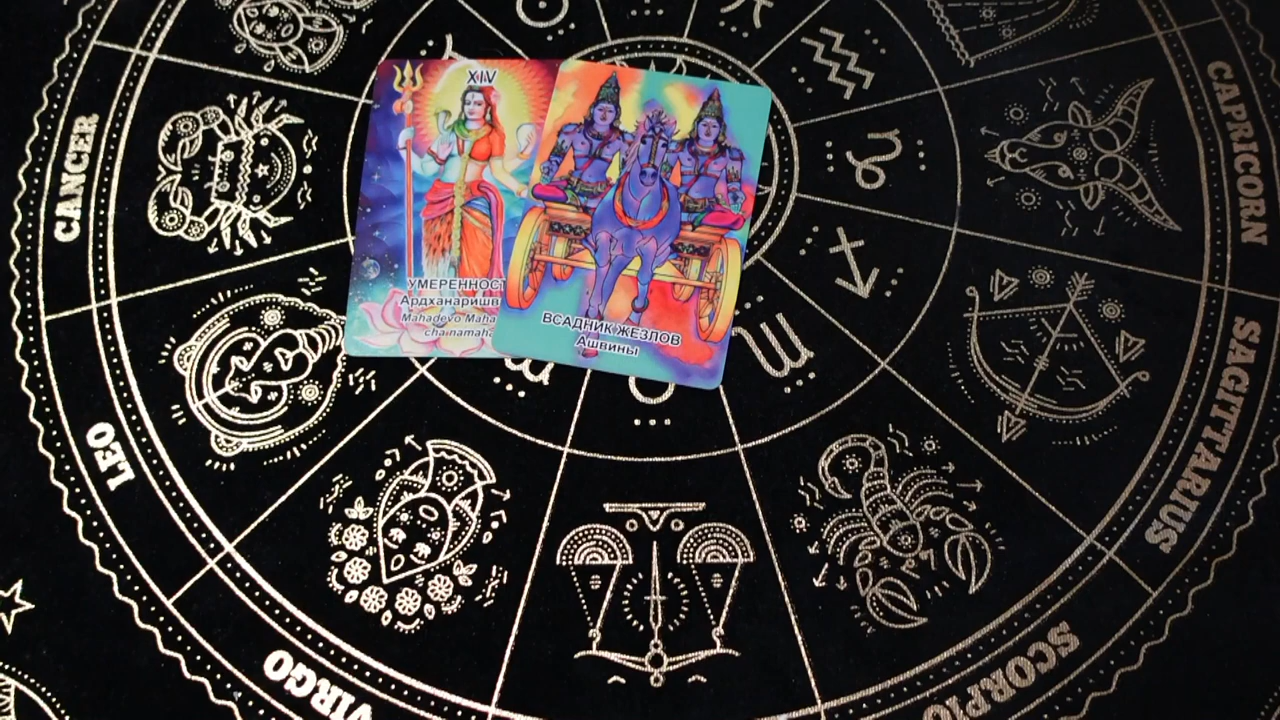 XIV
УМЕРЕННОСТ
Ардханаришв
Mahadevo Maha
cha namaha
ВСАДНИК ЖЕЗЛОВ
Ашвины
CANCER
LEO
VIRGO
SCORPIO
SAGITTARIUS
CAPRICORN